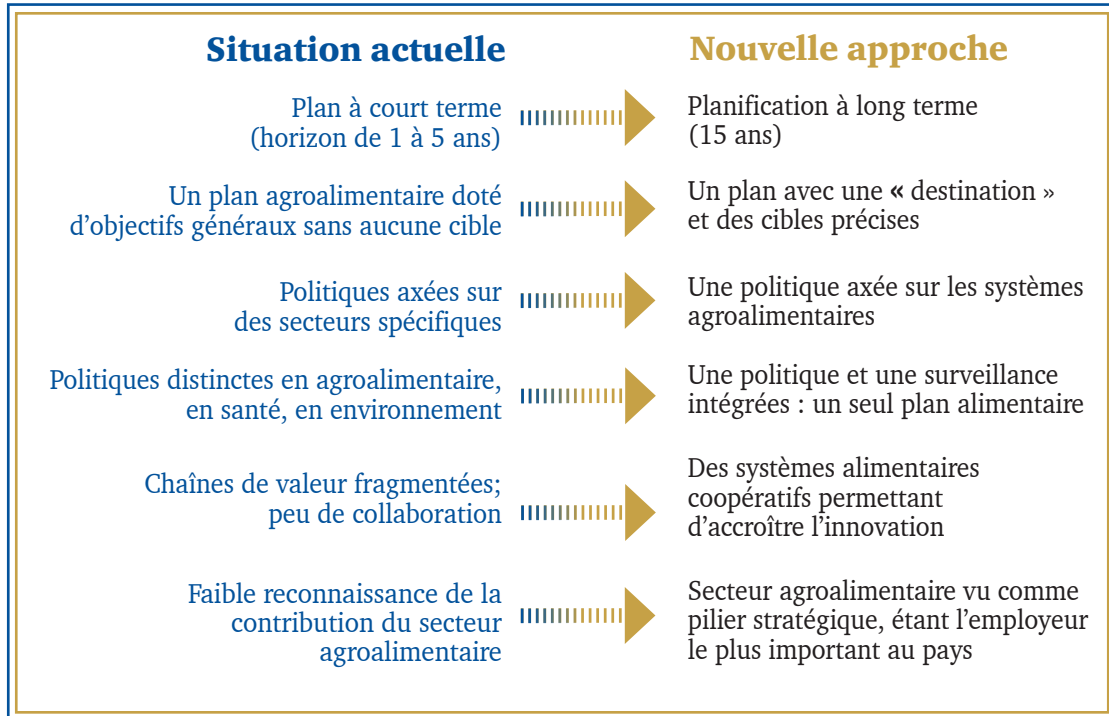 Situation actuelle
Nouvelle approche
Plan à court terme
(horizon de 1 à 5 ans)
Planification à long terme
(15 ans)
Un plan agroalimentaire doté
d’objectifs généraux sans aucune cible
Un plan avec une « destination »
et des cibles précises
Politiques axées sur
des secteurs spécifiques
Une politique axée sur les systèmes
agroalimentaires
Politiques distinctes en agroalimentaire,
en santé, en environnement
Une politique et une surveillance
intégrées : un seul plan alimentaire
Chaînes de valeur fragmentées;
peu de collaboration
Des systèmes alimentaires
coopératifs permettant
d’accroître l’innovation
Faible reconnaissance de la
contribution du secteur
agroalimentaire
Secteur agroalimentaire vu comme
pilier stratégique, étant l’employeur
le plus important au pays